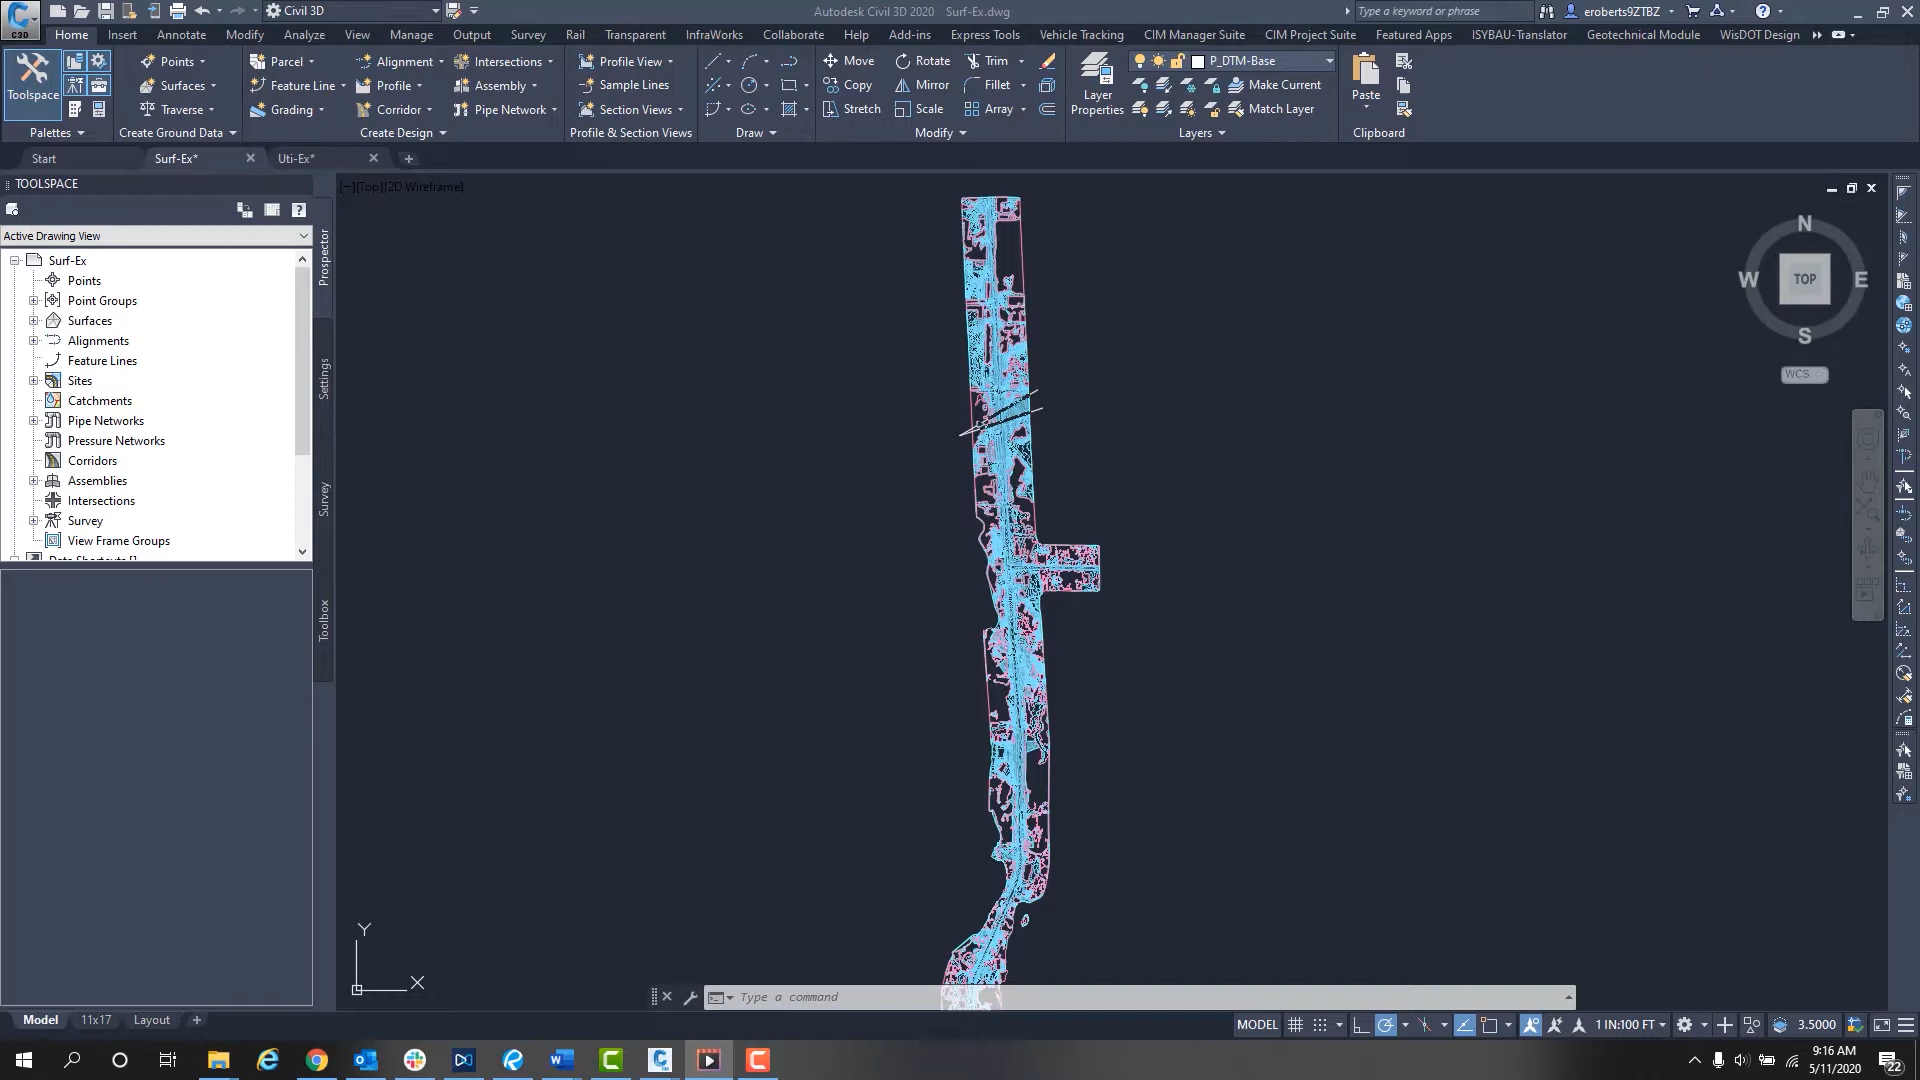 Civil 3D
Autodesk Civil 3D 2020 Surf-Ex.dwg
Type a keyword or phrase
eroberts9ZTBZ
C3D
Home Insert Annotate Modify Analyze View Manage Output Survey Rail Transparent InfraWorks Collaborate Help Add-ins Express Tools Vehicle Tracking CIM Manager Suite CIM Project Suite Featured Apps ISYBAU-Translator Geotechnical Module WisDOT Design
Points Parcel Alignment Intersections Profile View Move Rotate Trim P_DTM-Base
Toolspace Surfaces Feature Line Profile Assembly Sample Lines Copy Mirror Fillet Layer Properties Make Current Paste
Traverse Grading Corridor Pipe Network Section Views Stretch Scale Array Match Layer
Palettes Create Ground Data Create Design Profile & Section Views Draw Modify Layers Clipboard
Start Surf-Ex* Uti-Ex*
TOOLSPACE
[−][Top][2D Wireframe]
Active Drawing View
Surf-Ex
Points
Point Groups
Surfaces
Alignments
Feature Lines
Sites
Catchments
Pipe Networks
Pressure Networks
Corridors
Assemblies
Intersections
Survey
View Frame Groups
Data Shortcuts []
Prospector
Settings
Survey
Toolbox
N
W TOP E
S
WCS
Y
X
Type a command
Model 11x17 Layout
MODEL 1 IN:100 FT 3.5000
9:16 AM
5/11/2020
22